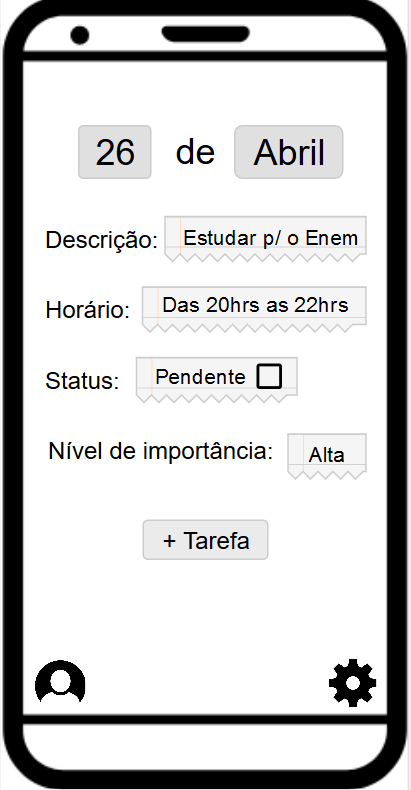 26 de Abril
Descrição: Estudar p/ o Enem
Horário: Das 20hrs as 22hrs
Status: Pendente
Nível de importância: Alta
+ Tarefa